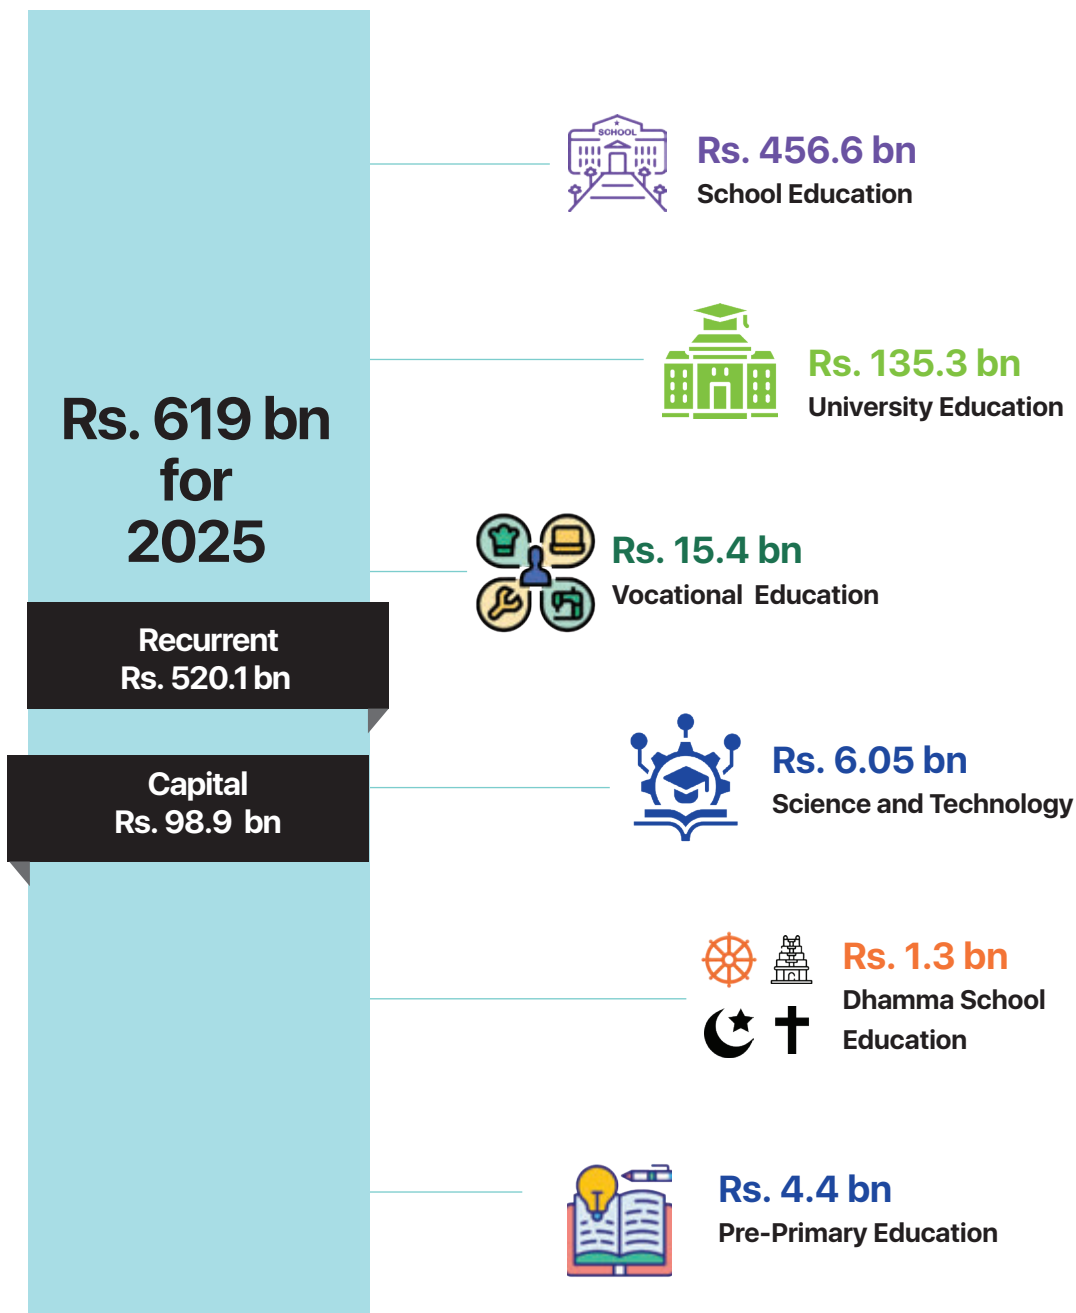 Rs. 619 bn
for
2025
Recurrent
Rs. 520.1 bn
Capital
Rs. 98.9 bn
SCHOOL
Rs. 456.6 bn
School Education
Rs. 135.3 bn
University Education
Rs. 15.4 bn
Vocational Education
Rs. 6.05 bn
Science and Technology
Rs. 1.3 bn
Dhamma School
Education
Rs. 4.4 bn
Pre-Primary Education